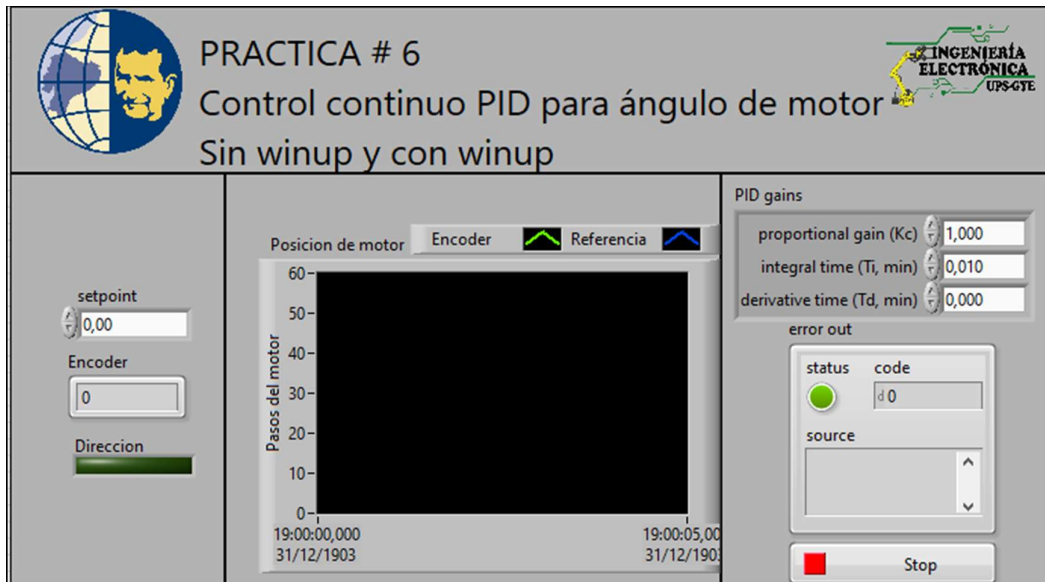 PRACTICA # 6
Control continuo PID para ángulo de motor
Sin winup y con winup
INGENIERÍA
ELECTRÓNICA
UPS-GYE
setpoint
0,00
Encoder
0
Direccion
Posicion de motor
Encoder
Referencia
Pasos del motor
60
50
40
30
20
10
0
19:00:00,000
31/12/1903
19:00:05,00
31/12/190
PID gains
proportional gain (Kc) 1,000
integral time (Ti, min) 0,010
derivative time (Td, min) 0,000
error out
status
code
d 0
source
Stop